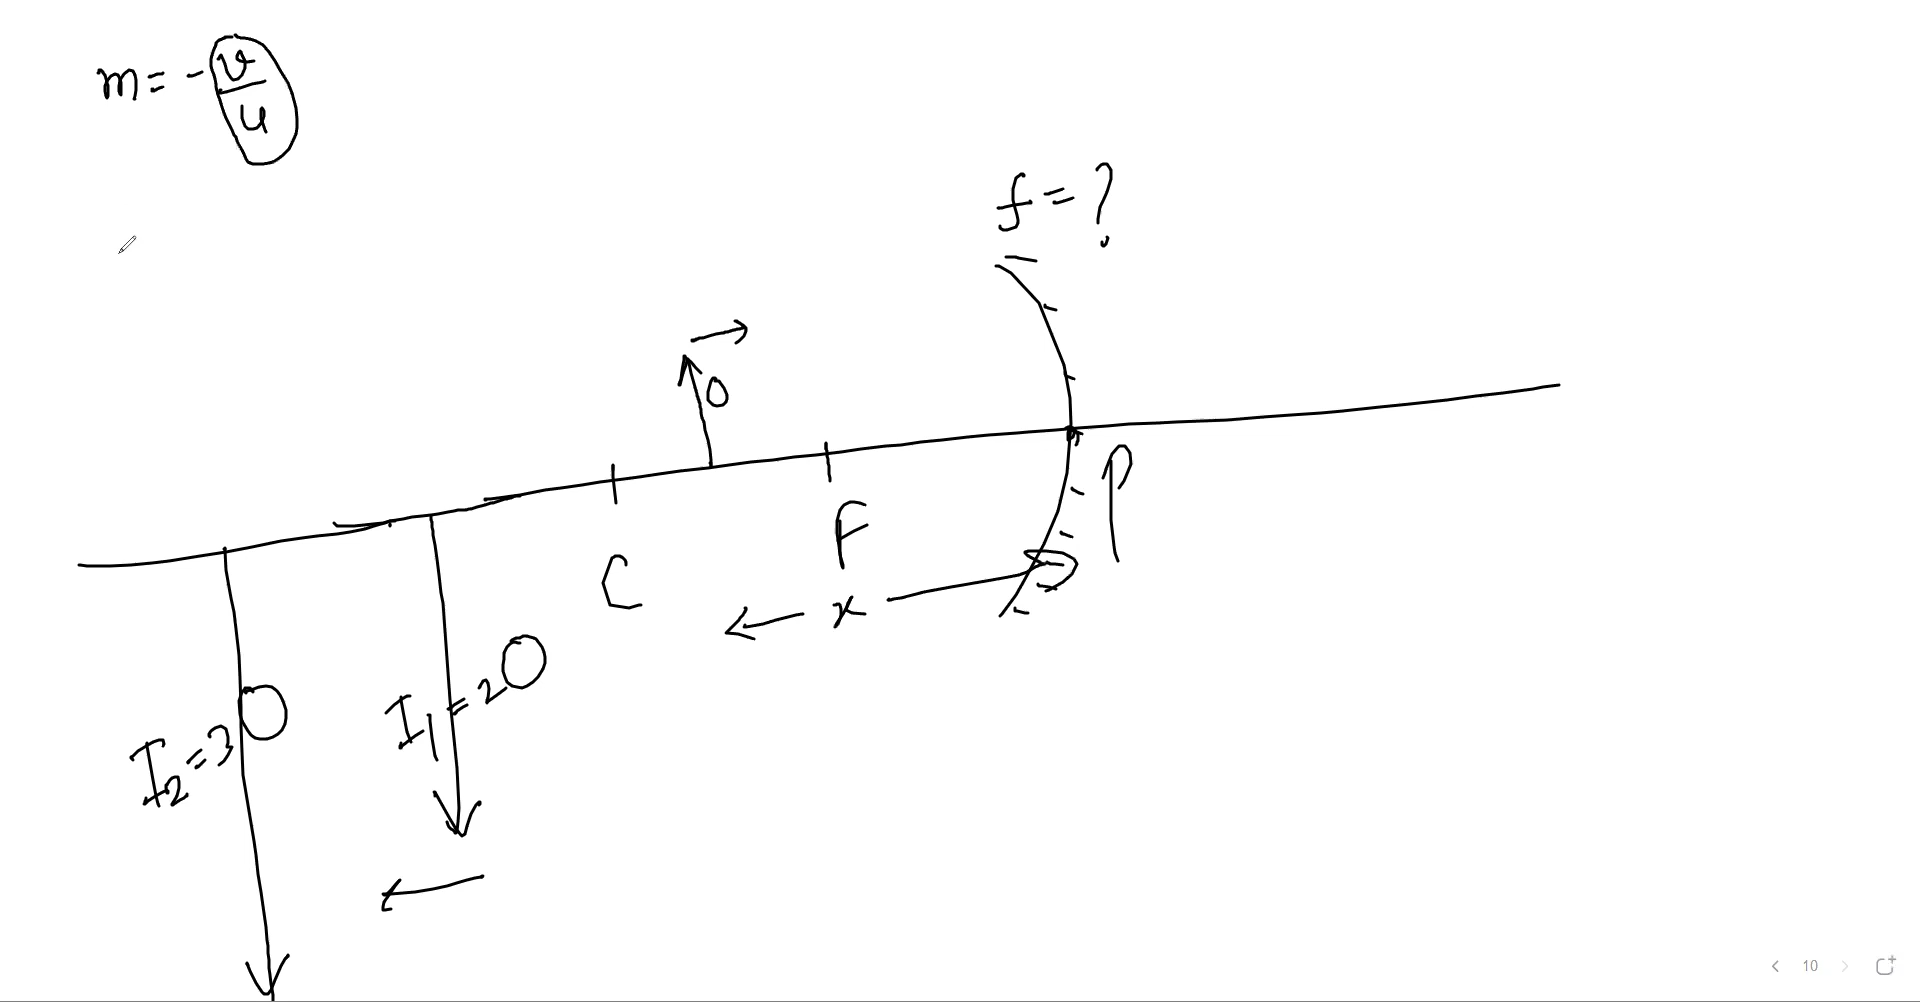 m = - v/u
f = ?
O
P
F
C
x
I1 = 2O
I2 = 3O
10